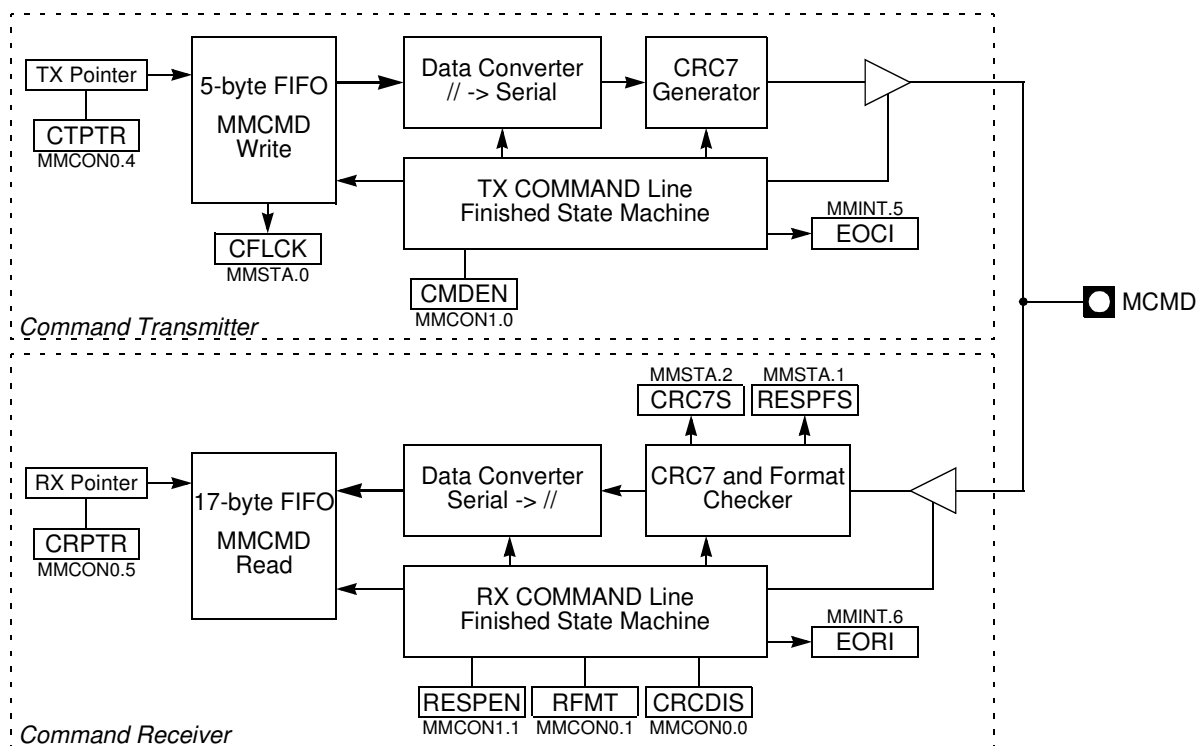 TX Pointer
CTPTR
MMCON0.4
5-byte FIFO
MMCMD
Write
CFLCK
MMSTA.0
Data Converter
// -> Serial
CRC7
Generator
TX COMMAND Line
Finished State Machine
MMINT.5
EOCI
CMDEN
MMCON1.0
Command Transmitter
MCMD
MMSTA.2
CRC7S
MMSTA.1
RESPFS
RX Pointer
CRPTR
MMCON0.5
17-byte FIFO
MMCMD
Read
Data Converter
Serial -> //
CRC7 and Format
Checker
RX COMMAND Line
Finished State Machine
MMINT.6
EORI
RESPEN
MMCON1.1
RFMT
MMCON0.1
CRCDIS
MMCON0.0
Command Receiver